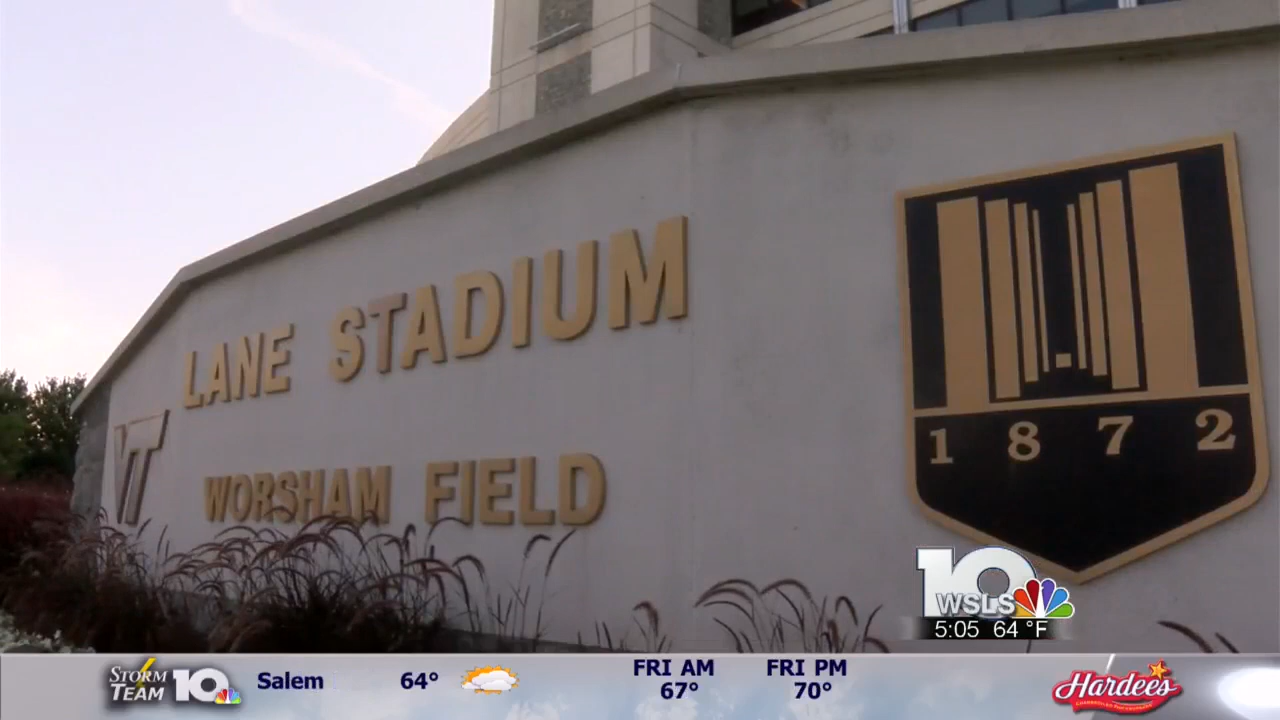 LANE STADIUM
VT
WORSHAM FIELD
1872
10
WSLS
5:05 64 °F
STORM TEAM 10
Salem 64°
FRI AM
67°
FRI PM
70°
Hardee's